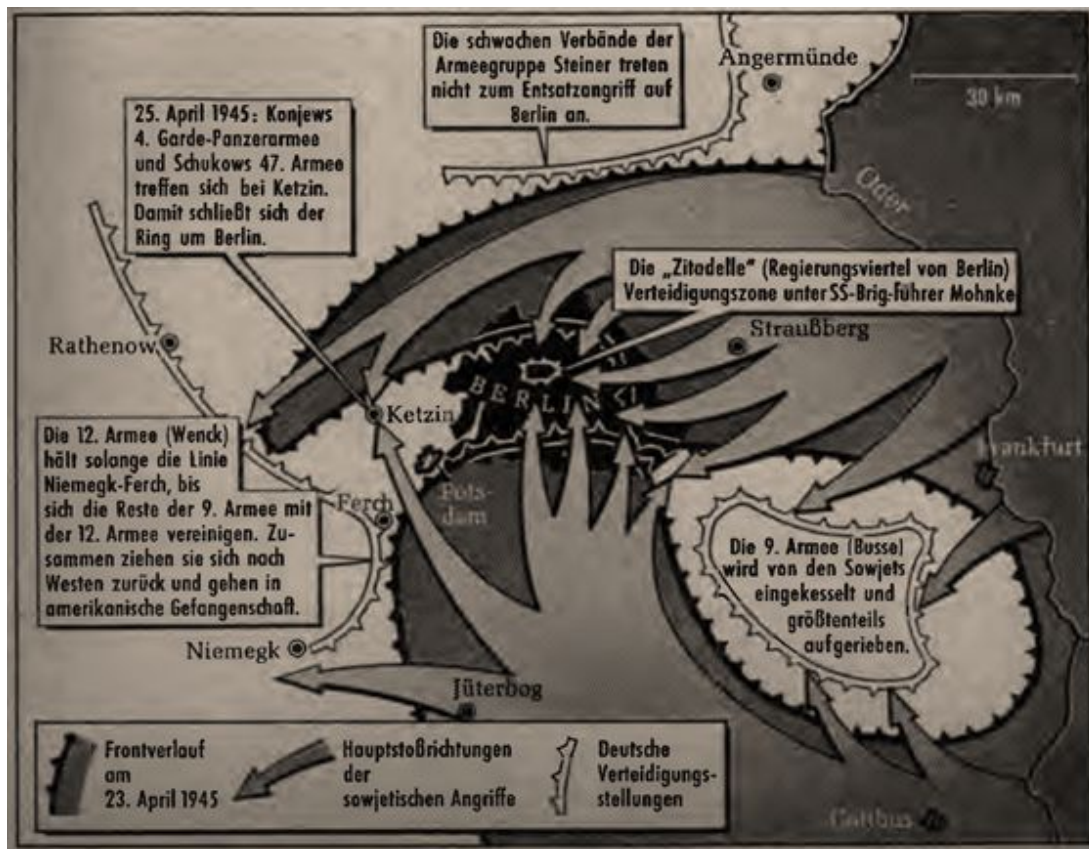 Die schwachen Verbände der
Armeegruppe Steiner treten
nicht zum Entsatzangriff auf
Berlin an.
Angermünde
30 km
25. April 1945: Konjews
4. Garde-Panzerarmee
und Schukows 47. Armee
treffen sich bei Ketzin.
Damit schließt sich der
Ring um Berlin.
Oder
Die „Zitadelle" (Regierungsviertel von Berlin)
Verteidigungszone unter SS-Brig-führer Mohnke
Straußberg
Rathenow
BERLIN
Ketzin
Frankfurt
Die 12. Armee (Wenck)
hält solange die Linie
Niemegk-Ferch, bis
sich die Reste der 9. Armee mit
der 12. Armee vereinigen. Zu-
sammen ziehen sie sich nach
Westen zurück und gehen in
amerikanische Gefangenschaft.
Ferch
Pots-
dam
Die 9. Armee (Busse)
wird von den Sowjets
eingekesselt und
größtenteils
aufgerieben.
Niemegk
Jüterbog
Frontverlauf
am
23. April 1945
Hauptstoßrichtungen
der
sowjetischen Angriffe
Deutsche
Verteidigungs-
stellungen
Cottbus